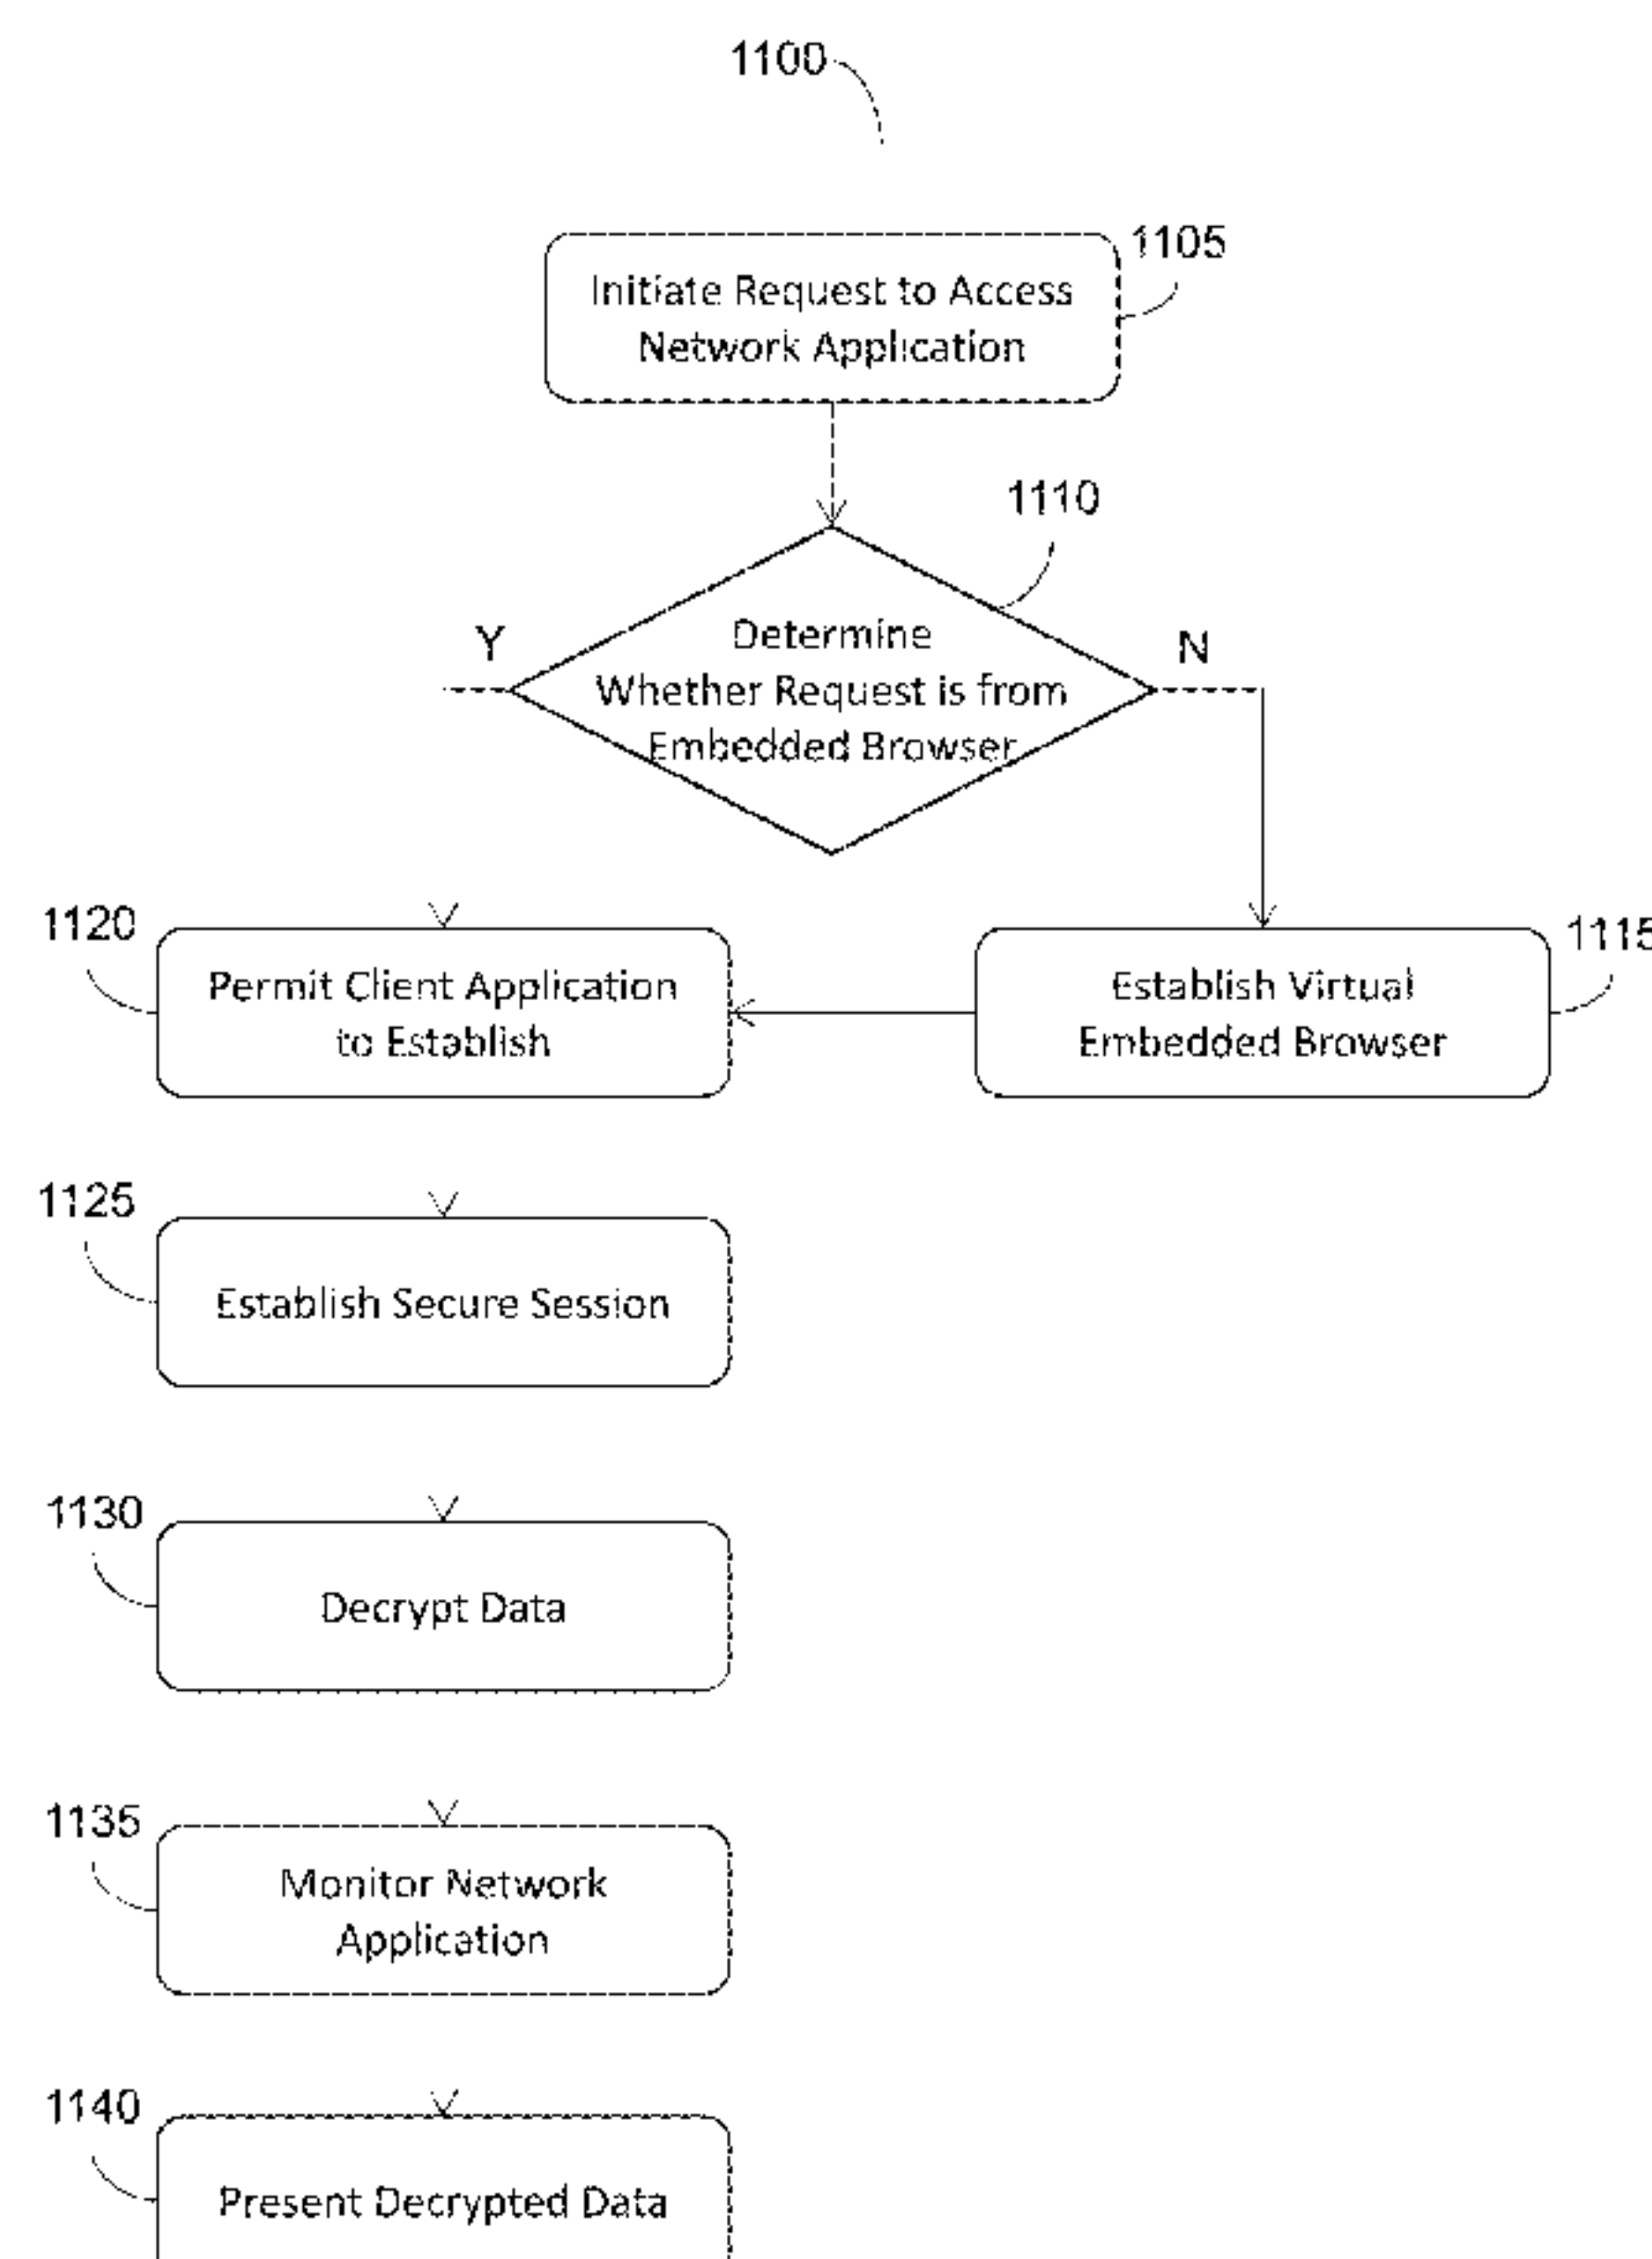 1100
1105
Initiate Request to Access
Network Application
1110
Y
N
Determine
Whether Request is from
Embedded Browser
1120
1115
Permit Client Application
to Establish
Establish Virtual
Embedded Browser
1125
Establish Secure Session
1130
Decrypt Data
1135
Monitor Network
Application
1140
Present Decrypted Data